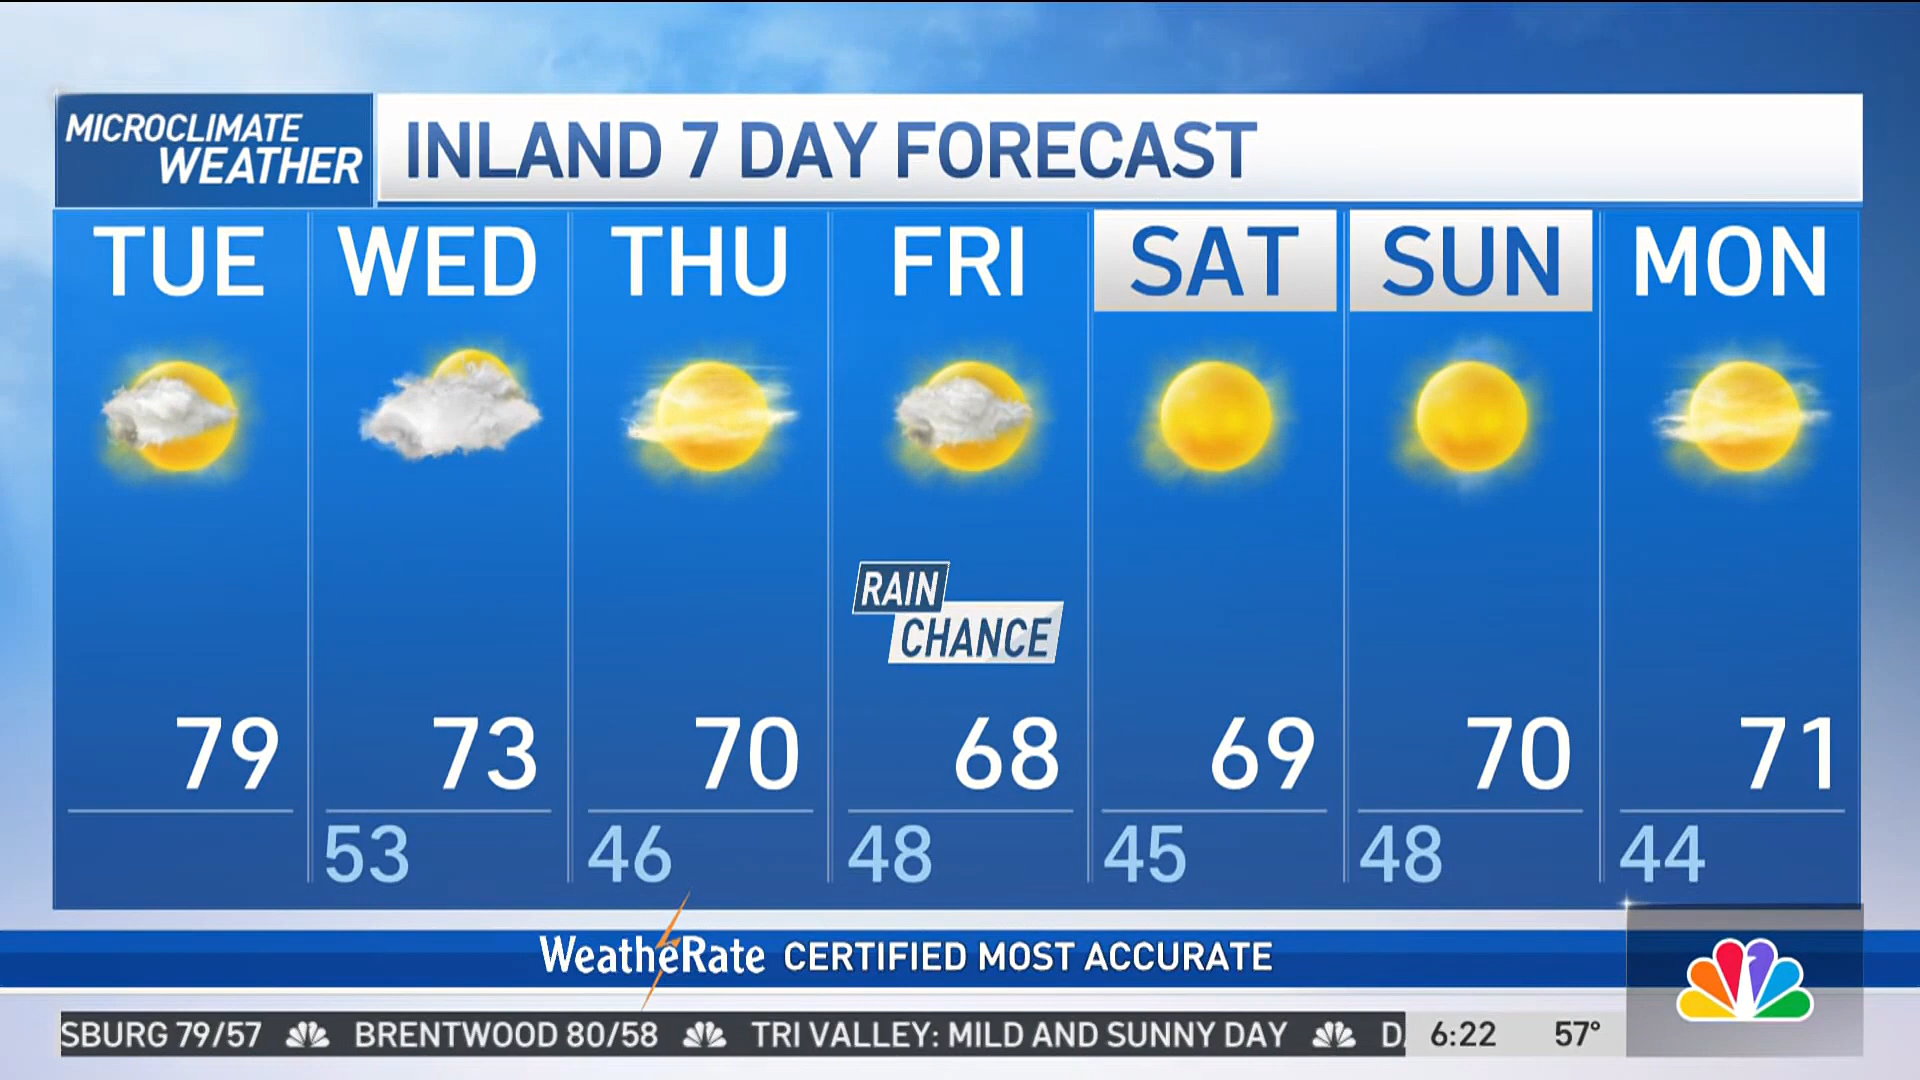 MICROCLIMATE
WEATHER
INLAND 7 DAY FORECAST
TUE WED THU FRI SAT SUN MON
RAIN
CHANCE
79 73 70 68 69 70 71
53 46 48 45 48 44
WeatheRate CERTIFIED MOST ACCURATE
SBURG 79/57 BRENTWOOD 80/58 TRI VALLEY: MILD AND SUNNY DAY D 6:22 57°